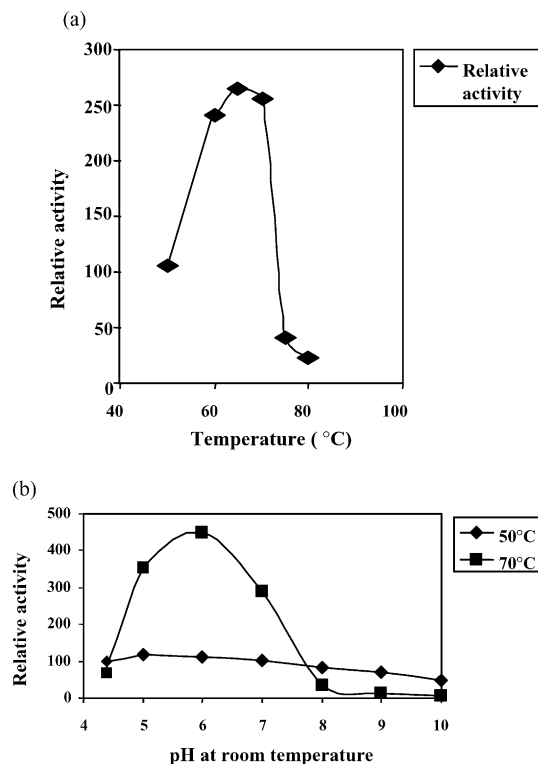 (a)
300
250
200
150
100
50
0
Relative activity
40 60 80 100
Temperature ( °C)
Relative
activity
(b)
500
400
300
200
100
0
Relative activity
4 5 6 7 8 9 10
pH at room temperature
50°C
70°C